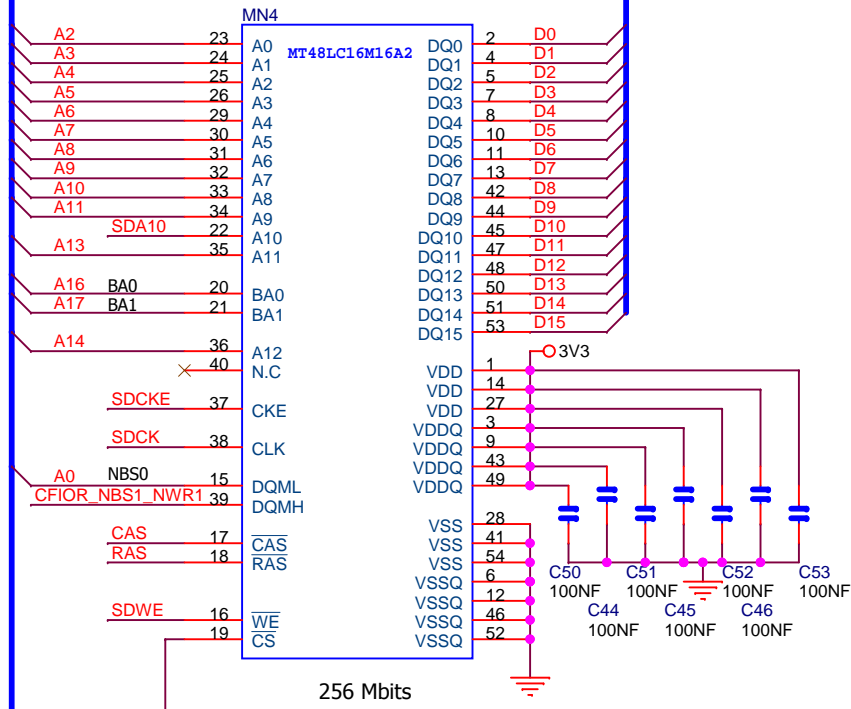 MN4
MT48LC16M16A2
A2 23 A0 DQ0 2 D0
A3 24 A1 DQ1 4 D1
A4 25 A2 DQ2 5 D2
A5 26 A3 DQ3 7 D3
A6 29 A4 DQ4 8 D4
A7 30 A5 DQ5 10 D5
A8 31 A6 DQ6 11 D6
A9 32 A7 DQ7 13 D7
A10 33 A8 DQ8 42 D8
A11 34 A9 DQ9 44 D9
SDA10 22 A10 DQ10 45 D10
A13 35 A11 DQ11 47 D11
DQ12 48 D12
A16 BA0 20 BA0 DQ13 50 D13
A17 BA1 21 BA1 DQ14 51 D14
DQ15 53 D15
A14 36 A12 3V3
40 N.C VDD 1
VDD 14
SDCKE 37 CKE VDD 27
VDDQ 3
SDCK 38 CLK VDDQ 9
VDDQ 43
A0 NBS0 15 DQML VDDQ 49
CFIOR_NBS1_NWR1 39 DQMH
VSS 28
CAS 17 CAS VSS 41
RAS 18 RAS VSS 54
VSSQ 6
VSSQ 12
SDWE 16 WE VSSQ 46
19 CS VSSQ 52
C50 C51 C52 C53
100NF 100NF 100NF 100NF
C44 C45 C46
100NF 100NF 100NF
256 Mbits